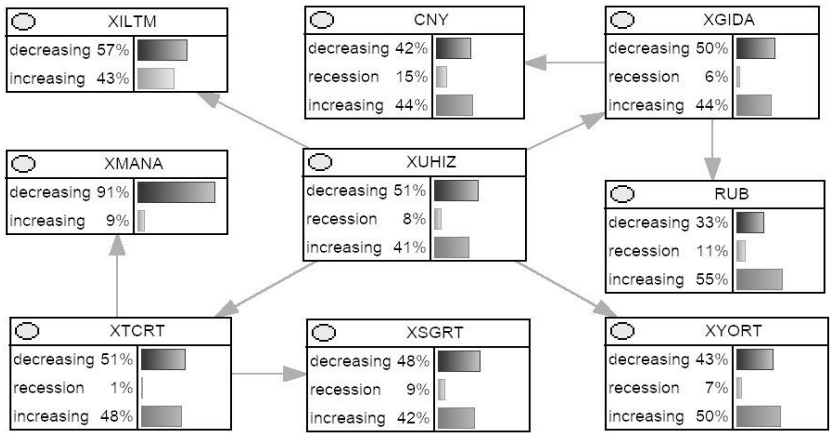 XILTM
decreasing 57%
increasing 43%
CNY
decreasing 42%
recession 15%
increasing 44%
XGIDA
decreasing 50%
recession 6%
increasing 44%
XMANA
decreasing 91%
increasing 9%
XUHIZ
decreasing 51%
recession 8%
increasing 41%
RUB
decreasing 33%
recession 11%
increasing 55%
XTCRT
decreasing 51%
recession 1%
increasing 48%
XSGRT
decreasing 48%
recession 9%
increasing 42%
XYORT
decreasing 43%
recession 7%
increasing 50%